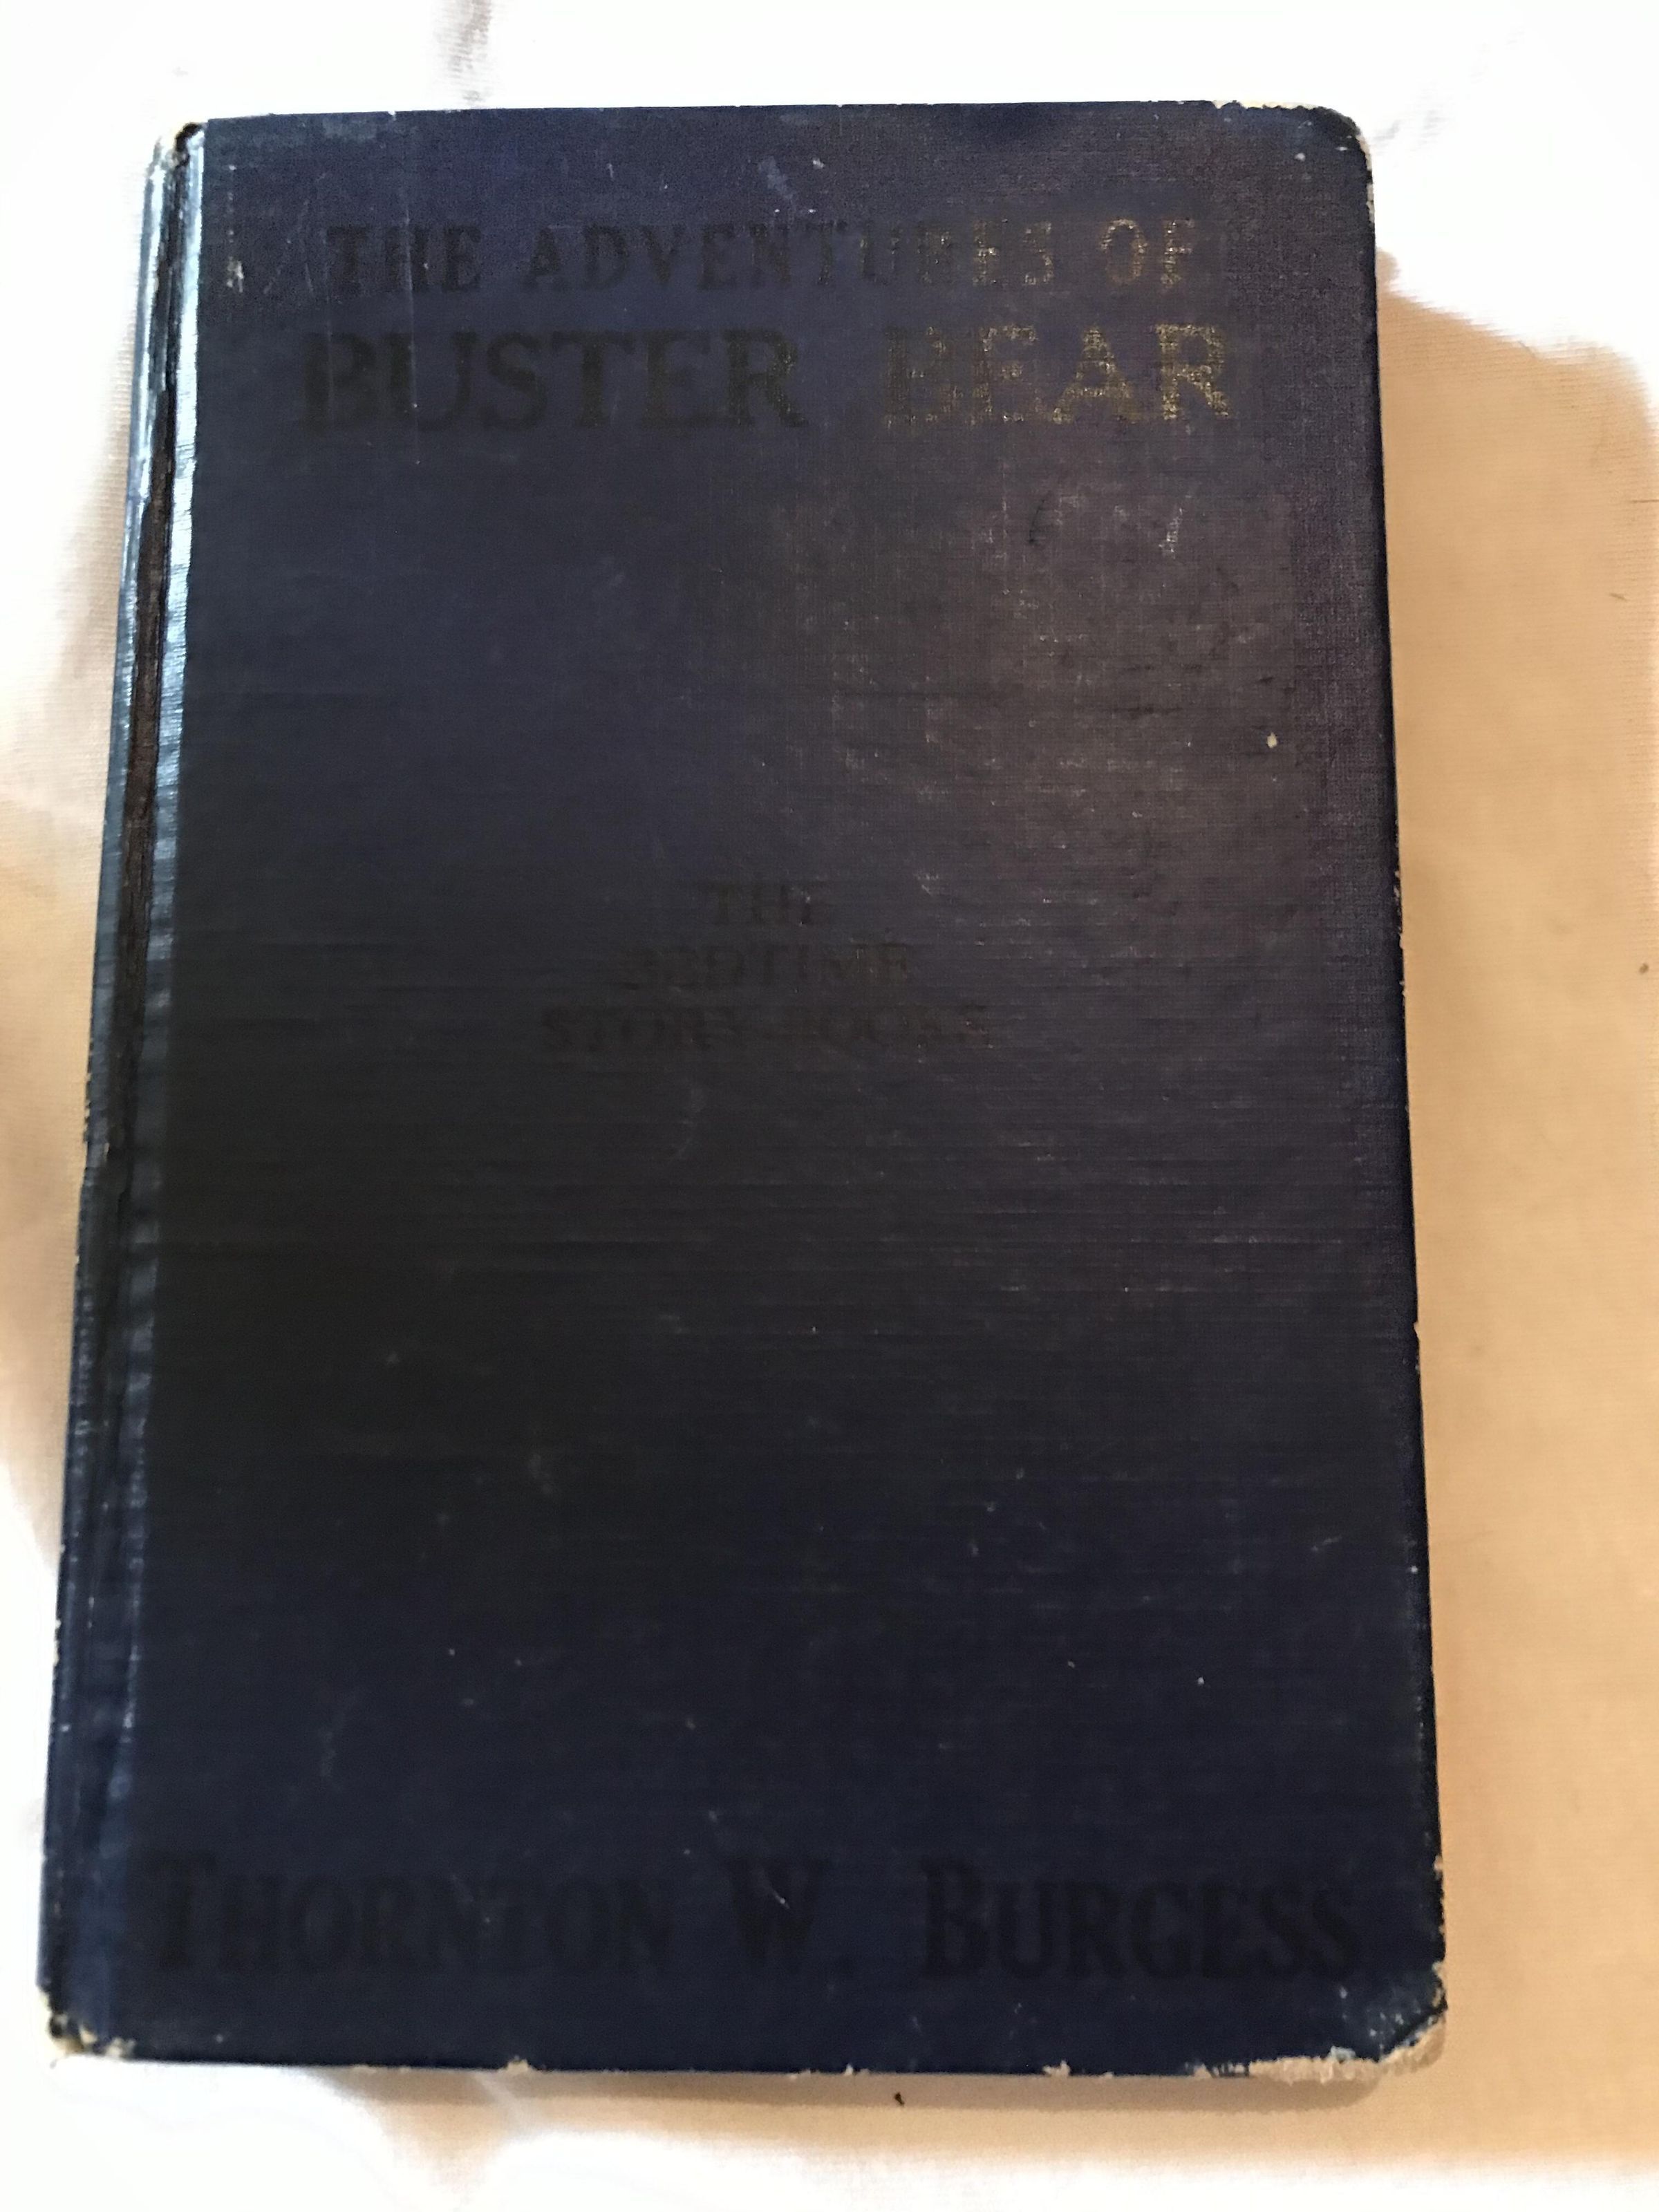 THE ADVENTURES OF
BUSTER BEAR
THE
BEDTIME
STORY-BOOKS
THORNTON W. BURGESS